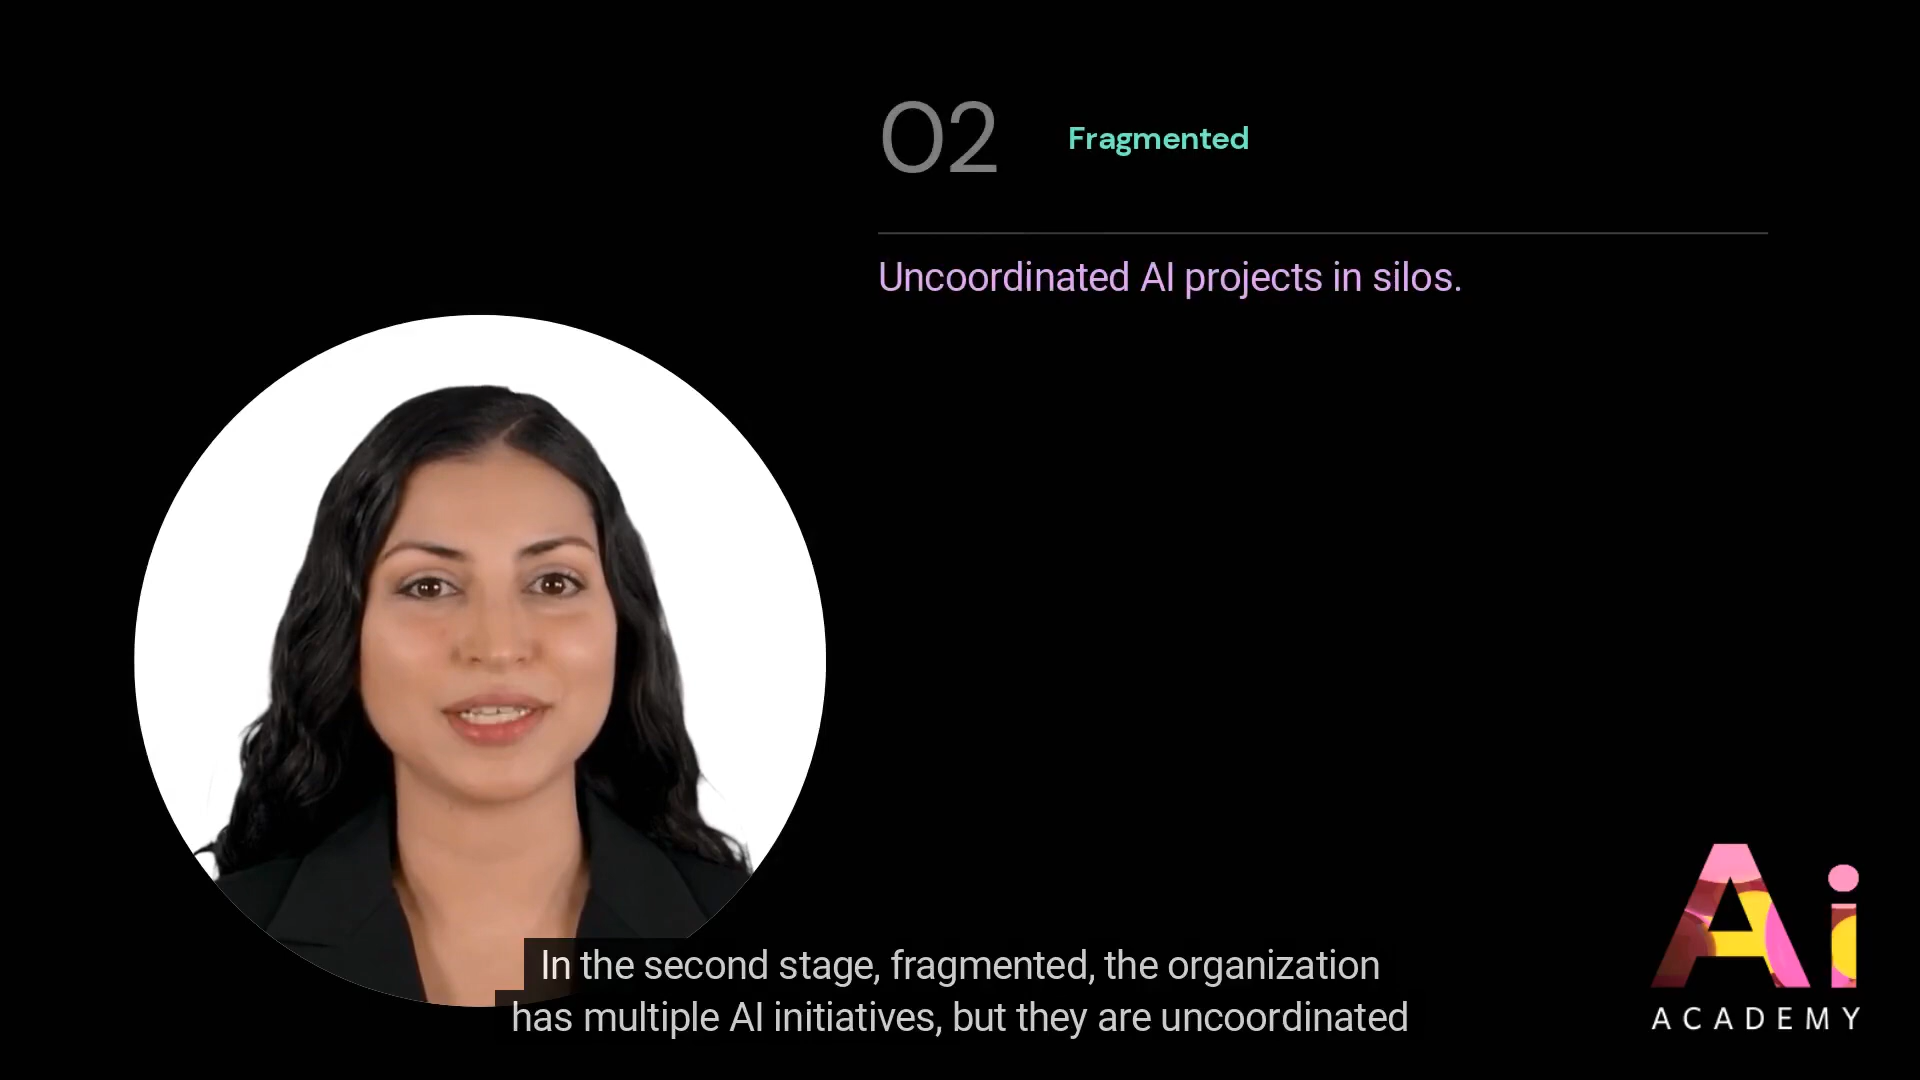 02
Fragmented
Uncoordinated AI projects in silos.
In the second stage, fragmented, the organization
has multiple AI initiatives, but they are uncoordinated
Ai
ACADEMY